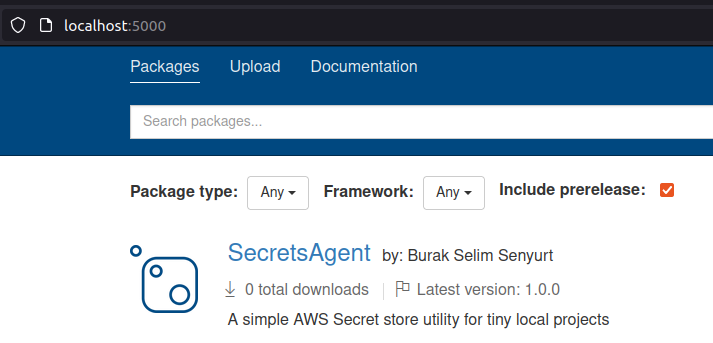 localhost:5000
Packages Upload Documentation
Search packages...
Package type: Any Framework: Any Include prerelease:
SecretsAgent by: Burak Selim Senyurt
0 total downloads Latest version: 1.0.0
A simple AWS Secret store utility for tiny local projects